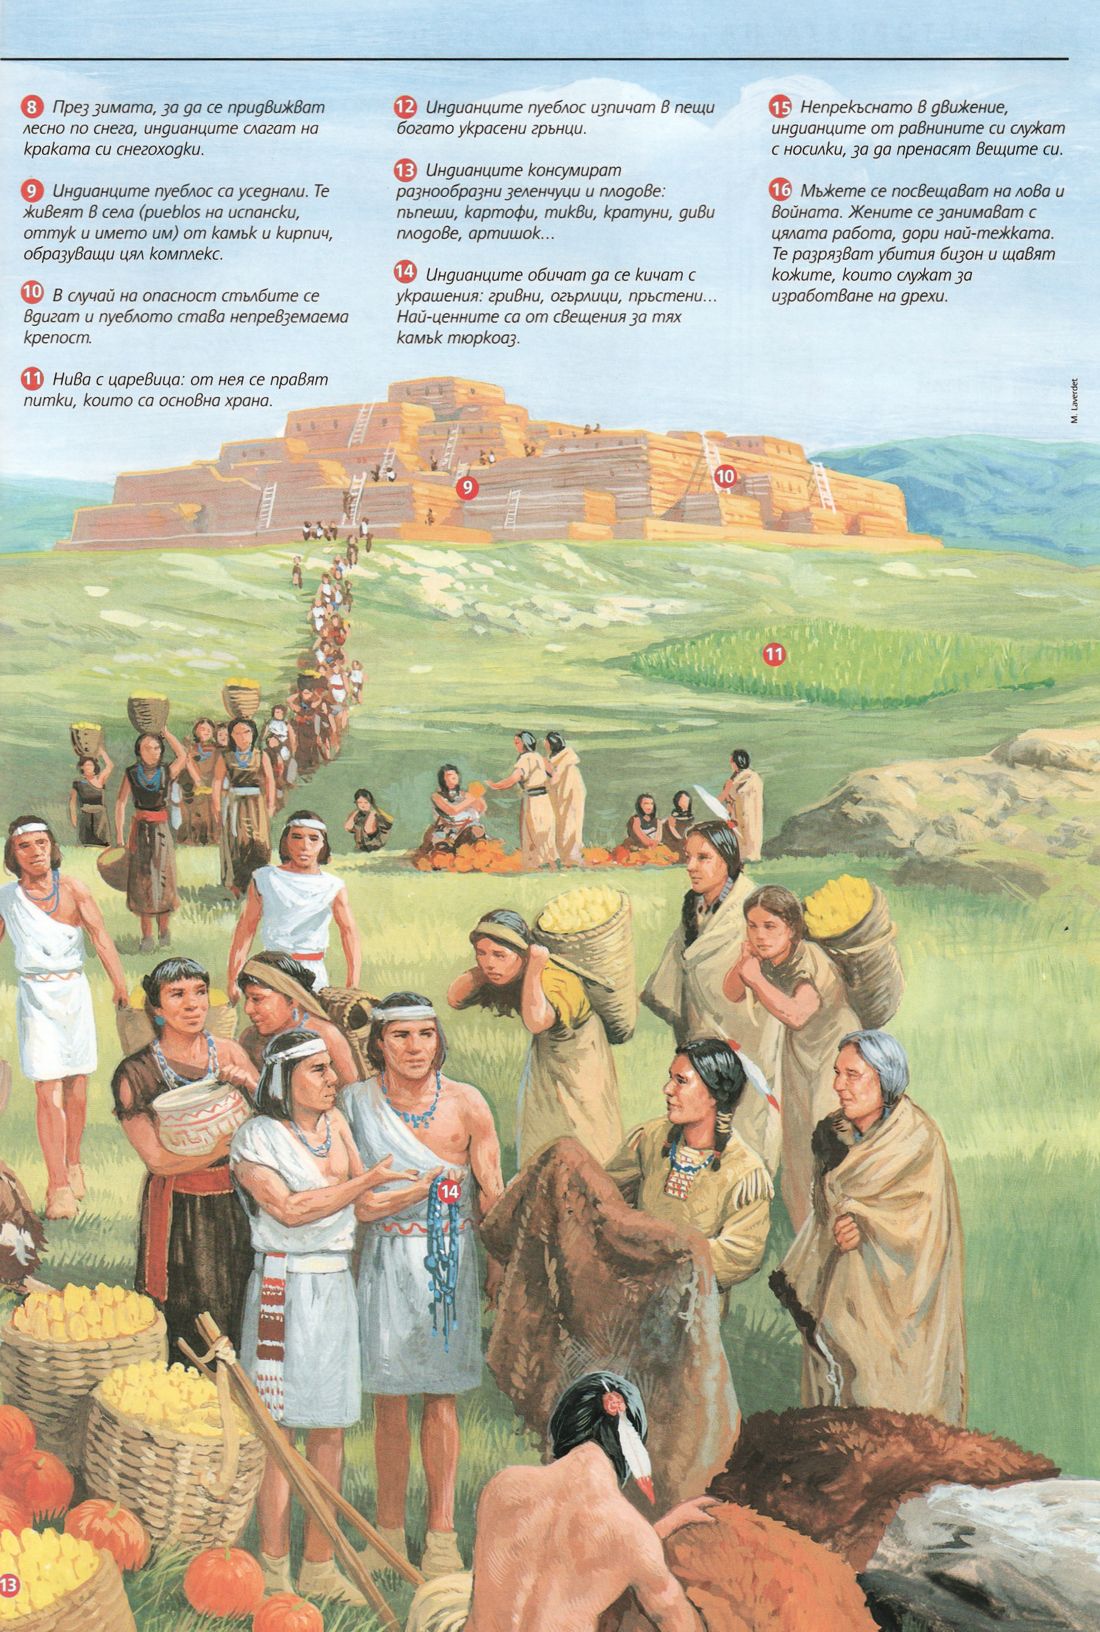 8 През зимата, за да се придвижват
лесно по снега, индианците слагат на
краката си снегоходки.
9 Индианците пуеблос са уседнали. Те
живеят в села (pueblos на испански,
оттук и името им) от камък и кирпич,
образуващи цял комплекс.
10 В случай на опасност стълбите се
вдигат и пуеблото става непревземаема
крепост.
11 Нива с царевица: от нея се правят
питки, които са основна храна.
12 Индианците пуеблос изпичат в пещи
богато украсени грънци.
13 Индианците консумират
разнообразни зеленчуци и плодове:
пъпеши, картофи, тикви, кратуни, диви
плодове, артишок...
14 Индианците обичат да се кичат с
украшения: гривни, огърлици, пръстени...
Най-ценните са от свещения за тях
камък тюркоаз.
15 Непрекъснато в движение,
индианците от равнините си служат
с носилки, за да пренасят вещите си.
16 Мъжете се посвещават на лова и
войната. Жените се занимават с
цялата работа, дори най-тежката.
Те разрязват убития бизон и щавят
кожите, които служат за
изработване на дрехи.
M. Laverdet
9
10
11
14
13